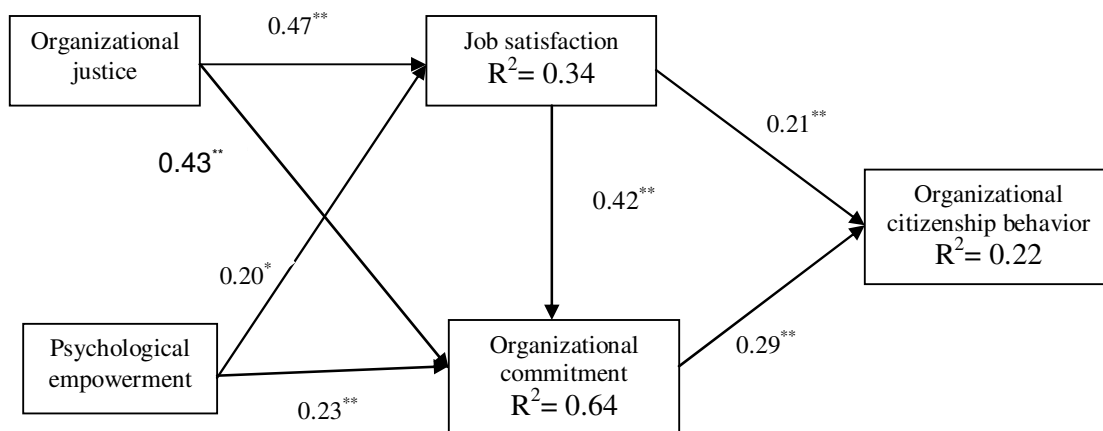 Organizational
justice
0.47**
Job satisfaction
R²= 0.34
0.21**
0.43**
0.42**
Organizational
citizenship behavior
R²= 0.22
0.20*
Psychological
empowerment
0.23**
Organizational
commitment
R²= 0.64
0.29**